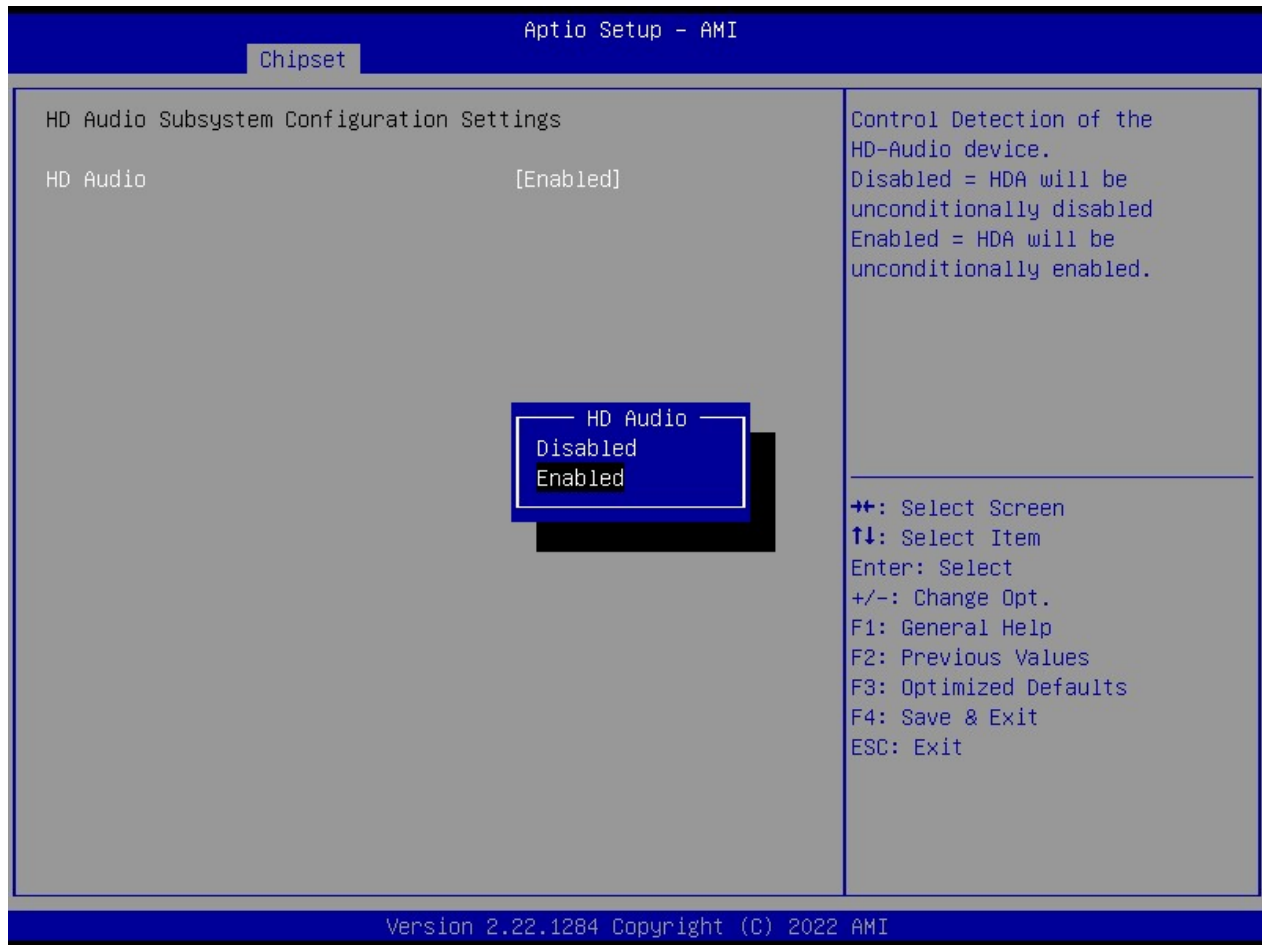 Aptio Setup – AMI
Chipset
HD Audio Subsystem Configuration Settings
HD Audio [Enabled]
Control Detection of the
HD-Audio device.
Disabled = HDA will be
unconditionally disabled
Enabled = HDA will be
unconditionally enabled.
HD Audio
Disabled
Enabled
→←: Select Screen
↑↓: Select Item
Enter: Select
+/-: Change Opt.
F1: General Help
F2: Previous Values
F3: Optimized Defaults
F4: Save & Exit
ESC: Exit
Version 2.22.1284 Copyright (C) 2022 AMI